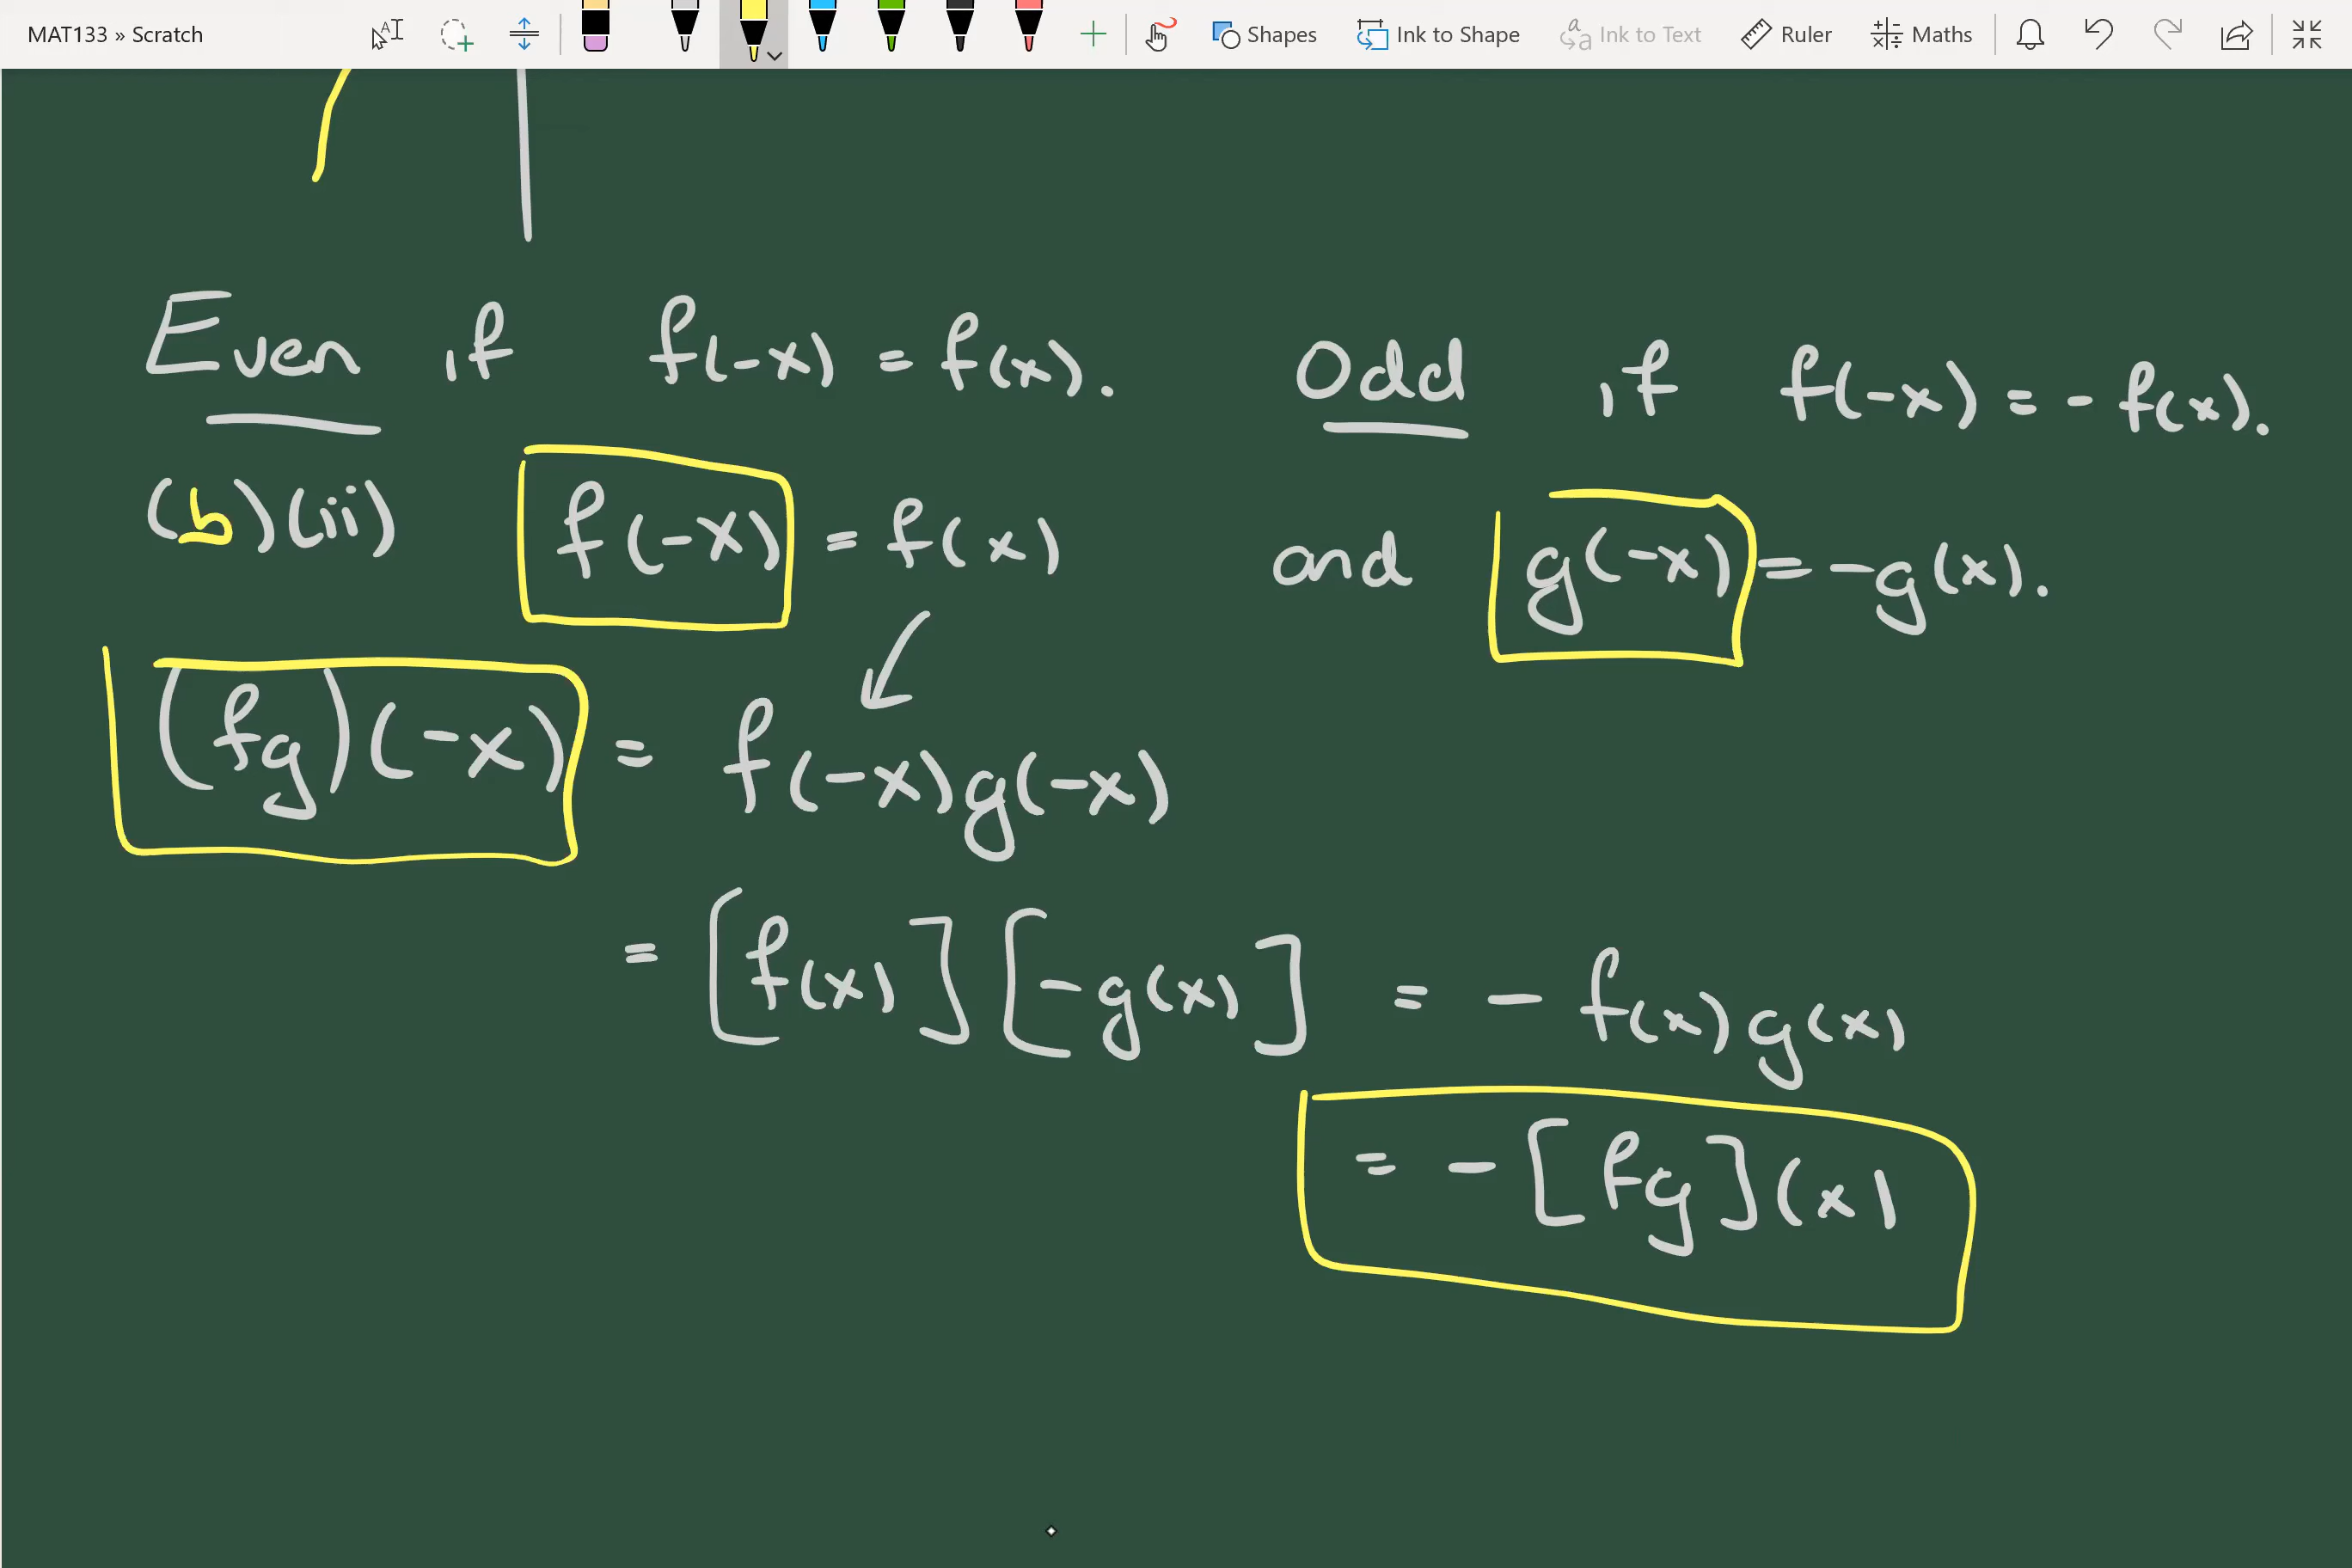 MAT133 » Scratch Shapes Ink to Shape Ink to Text Ruler Maths
Even if f(-x) = f(x). Odd if f(-x) = - f(x).
(b)(ii) f(-x) = f(x) and g(-x) = -g(x).
(fg)(-x) = f(-x)g(-x)
= [f(x)][-g(x)] = - f(x)g(x)
= -[fg](x)